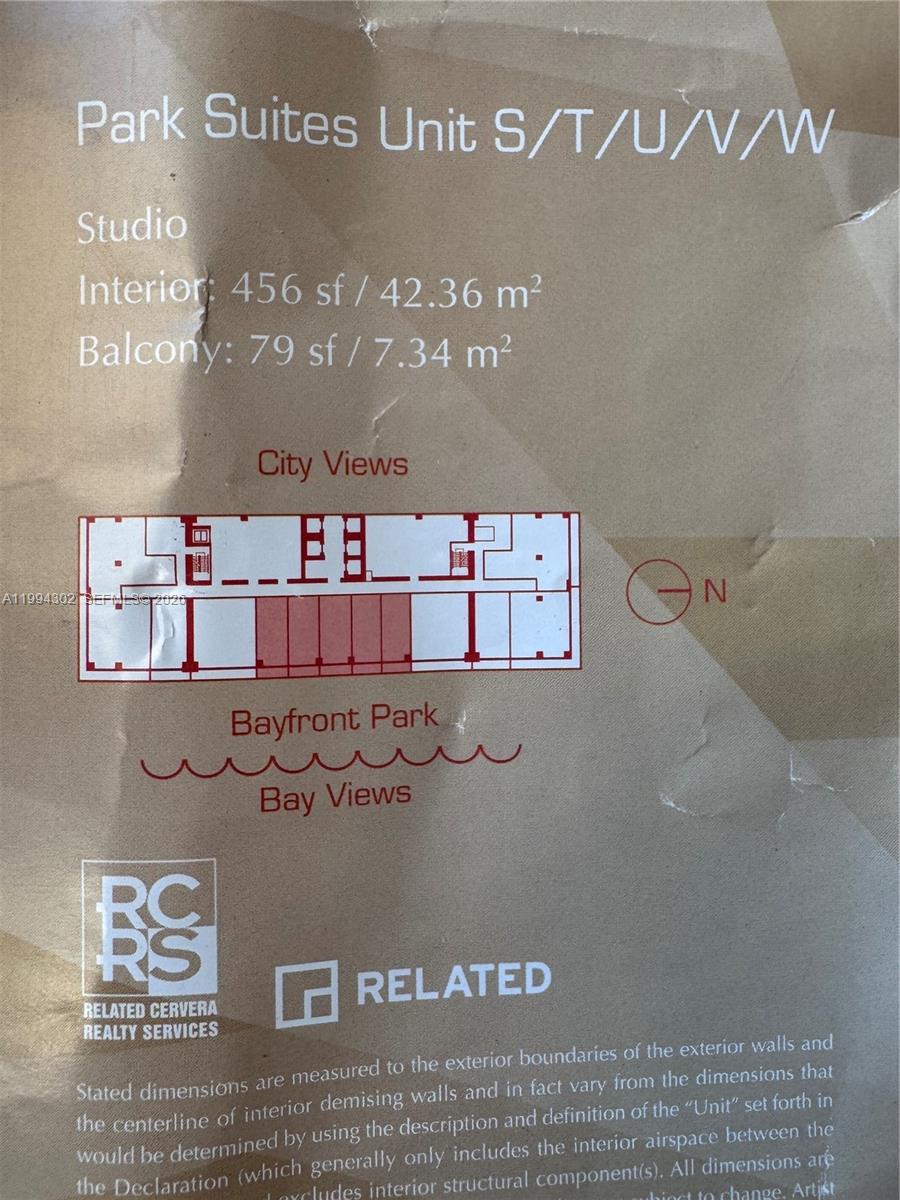 Park Suites Unit S/T/U/V/W
Studio
Interior: 456 sf / 42.36 m²
Balcony: 79 sf / 7.34 m²
City Views
N
A11994302 SEFMLS© 2026
Bayfront Park
Bay Views
RC
RS
RELATED CERVERA
REALTY SERVICES
RELATED
Stated dimensions are measured to the exterior boundaries of the exterior walls and
the centerline of interior demising walls and in fact vary from the dimensions that
would be determined by using the description and definition of the “Unit” set forth in
the Declaration (which generally only includes the interior airspace between the
excludes interior structural component(s). All dimensions are
to change. Artist